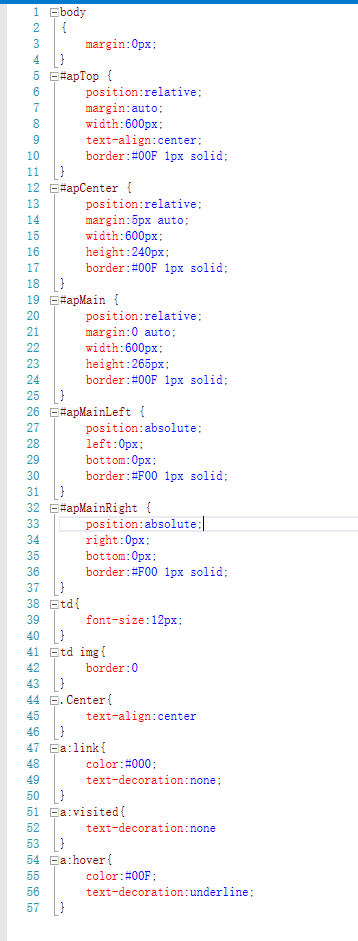 1 body
2 {
3 margin:0px;
4 }
5 #apTop {
6 position:relative;
7 margin:auto;
8 width:600px;
9 text-align:center;
10 border:#00F 1px solid;
11 }
12 #apCenter {
13 position:relative;
14 margin:5px auto;
15 width:600px;
16 height:240px;
17 border:#00F 1px solid;
18 }
19 #apMain {
20 position:relative;
21 margin:0 auto;
22 width:600px;
23 height:265px;
24 border:#00F 1px solid;
25 }
26 #apMainLeft {
27 position:absolute;
28 left:0px;
29 bottom:0px;
30 border:#F00 1px solid;
31 }
32 #apMainRight {
33 position:absolute;
34 right:0px;
35 bottom:0px;
36 border:#F00 1px solid;
37 }
38 td{
39 font-size:12px;
40 }
41 td img{
42 border:0
43 }
44 .Center{
45 text-align:center
46 }
47 a:link{
48 color:#000;
49 text-decoration:none;
50 }
51 a:visited{
52 text-decoration:none
53 }
54 a:hover{
55 color:#00F;
56 text-decoration:underline;
57 }